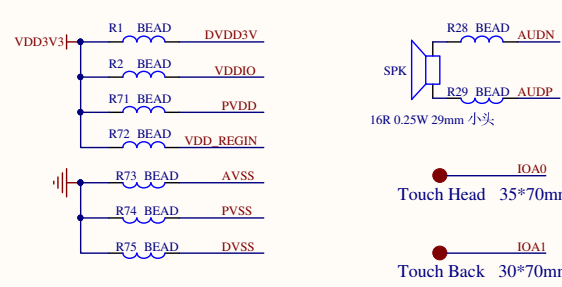 R1 BEAD DVDD3V
VDD3V3
R2 BEAD VDDIO
R71 BEAD PVDD
R72 BEAD VDD_REGIN
R73 BEAD AVSS
R74 BEAD PVSS
R75 BEAD DVSS
R28 BEAD AUDN
SPK
R29 BEAD AUDP
16R 0.25W 29mm 小头
IOA0
Touch Head 35*70mm
IOA1
Touch Back 30*70mm